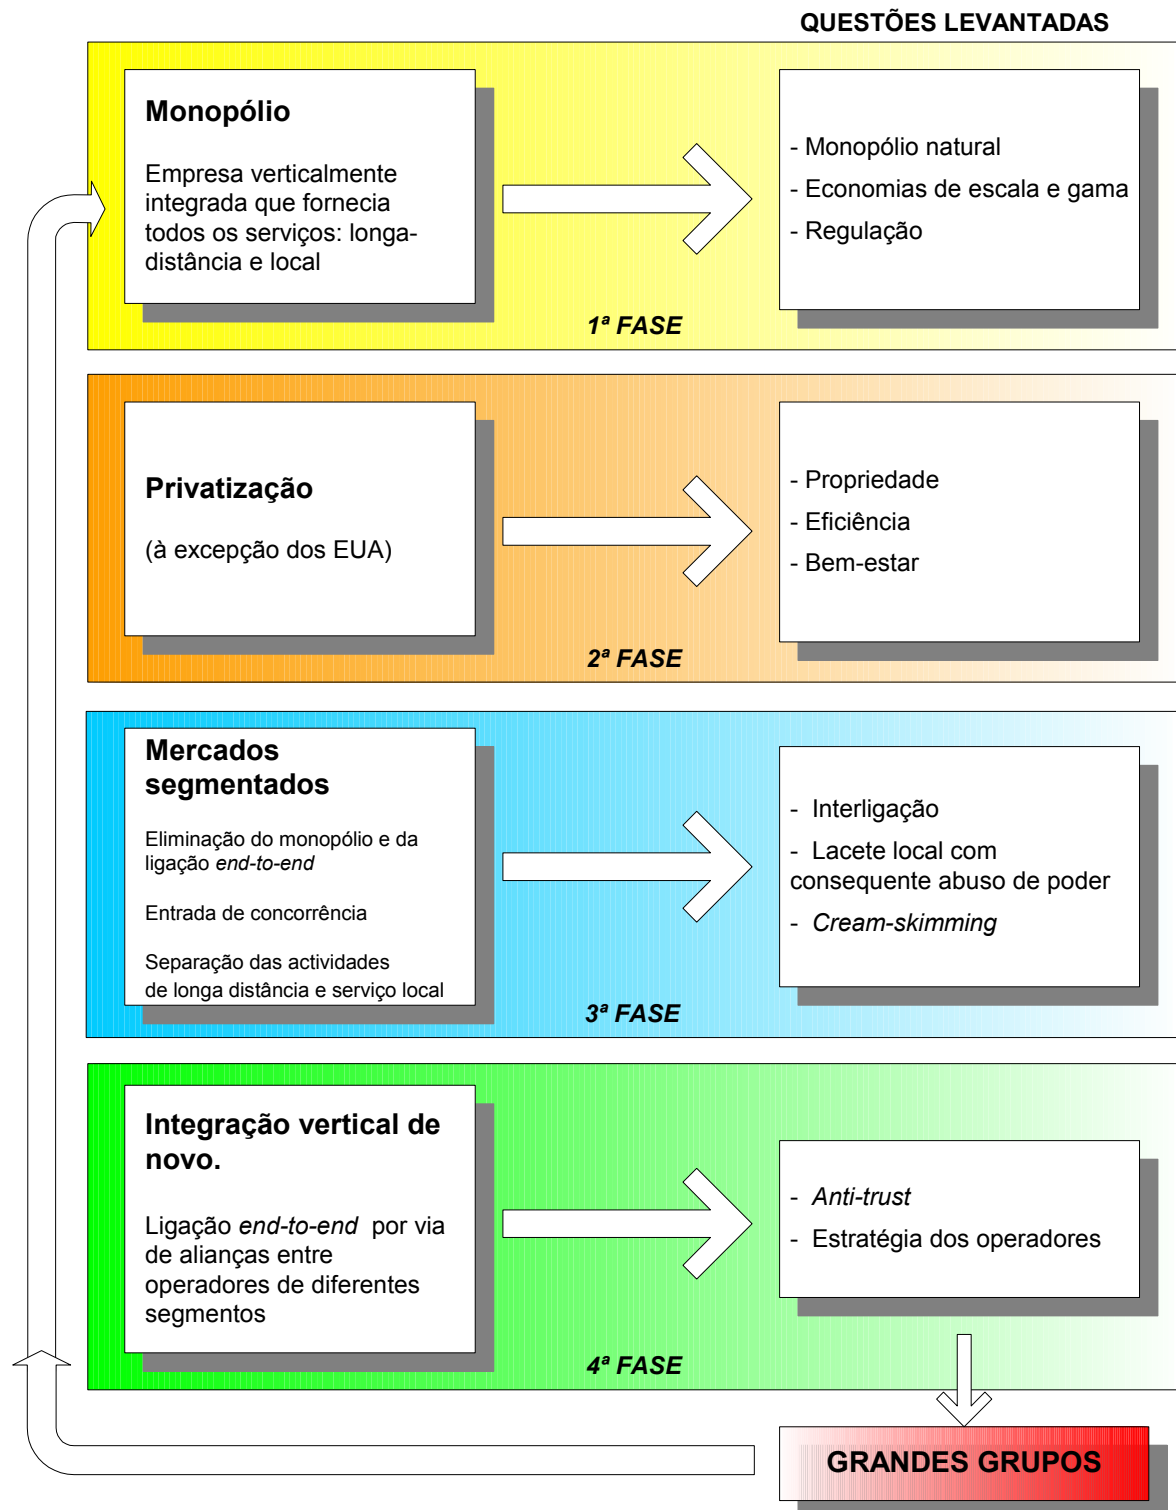 QUESTÕES LEVANTADAS
Monopólio
Empresa verticalmente
integrada que fornecia
todos os serviços: longa-
distância e local
- Monopólio natural
- Economias de escala e gama
- Regulação
1ª FASE
Privatização
(à excepção dos EUA)
- Propriedade
- Eficiência
- Bem-estar
2ª FASE
Mercados
segmentados
Eliminação do monopólio e da
ligação end-to-end
Entrada de concorrência
Separação das actividades
de longa distância e serviço local
- Interligação
- Lacete local com
consequente abuso de poder
- Cream-skimming
3ª FASE
Integração vertical de
novo.
Ligação end-to-end por via
de alianças entre
operadores de diferentes
segmentos
- Anti-trust
- Estratégia dos operadores
4ª FASE
GRANDES GRUPOS